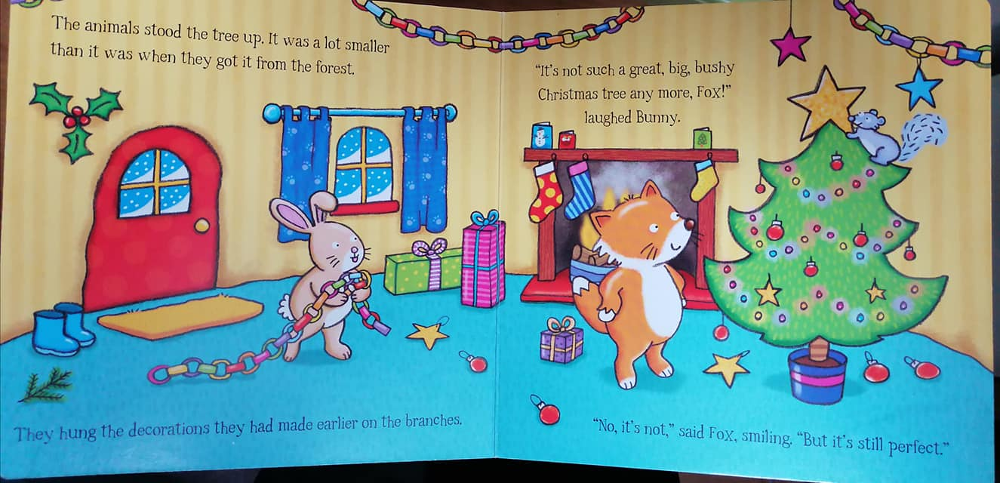 The animals stood the tree up. It was a lot smaller
than it was when they got it from the forest.
They hung the decorations they had made earlier on the branches.
“It’s not such a great, big, bushy
Christmas tree any more, Fox!”
laughed Bunny.
“No, it’s not,” said Fox, smiling. “But it’s still perfect.”